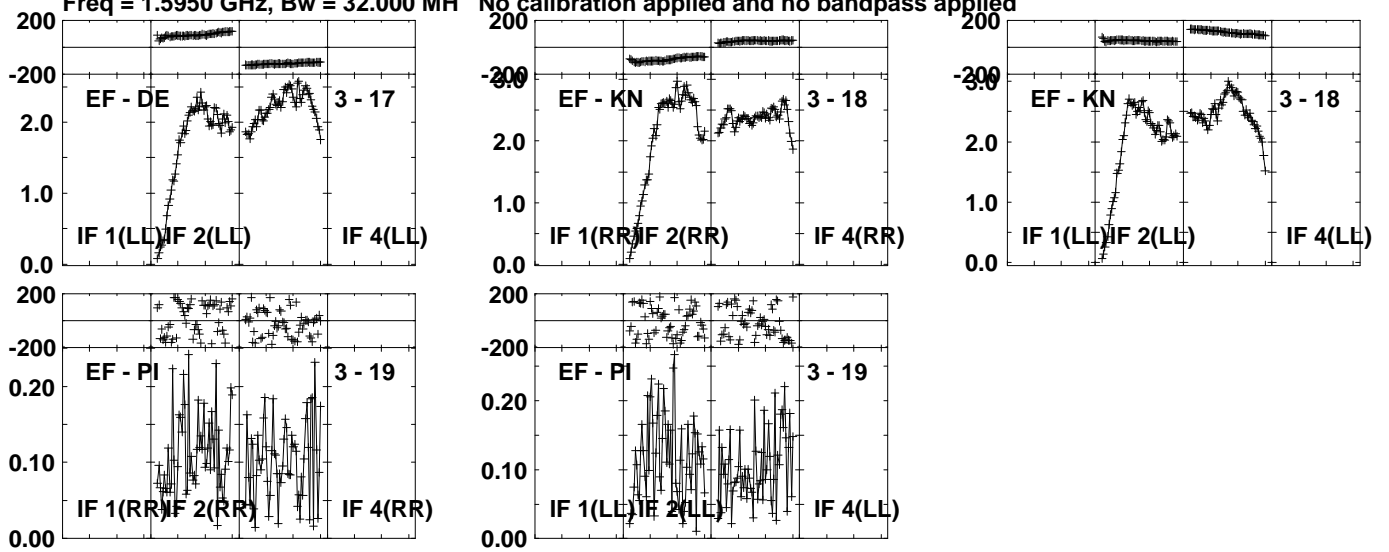 Freq = 1.5950 GHz, Bw = 32.000 MH No calibration applied and no bandpass applied
200
-200
EF - DE
3 - 17
2.0
1.0
IF 1(LL) IF 2(LL) IF 4(LL)
0.0
200
-200
3.0
EF - KN
3 - 18
2.0
1.0
IF 1(RR) IF 2(RR) IF 4(RR)
0.0
200
-200
3.0
EF - KN
3 - 18
2.0
1.0
IF 1(LL) IF 2(LL) IF 4(LL)
0.0
200
-200
EF - PI
3 - 19
0.20
0.10
IF 1(RR) IF 2(RR) IF 4(RR)
0.00
200
-200
EF - PI
3 - 19
0.20
0.10
IF 1(LL) IF 2(LL) IF 4(LL)
0.00